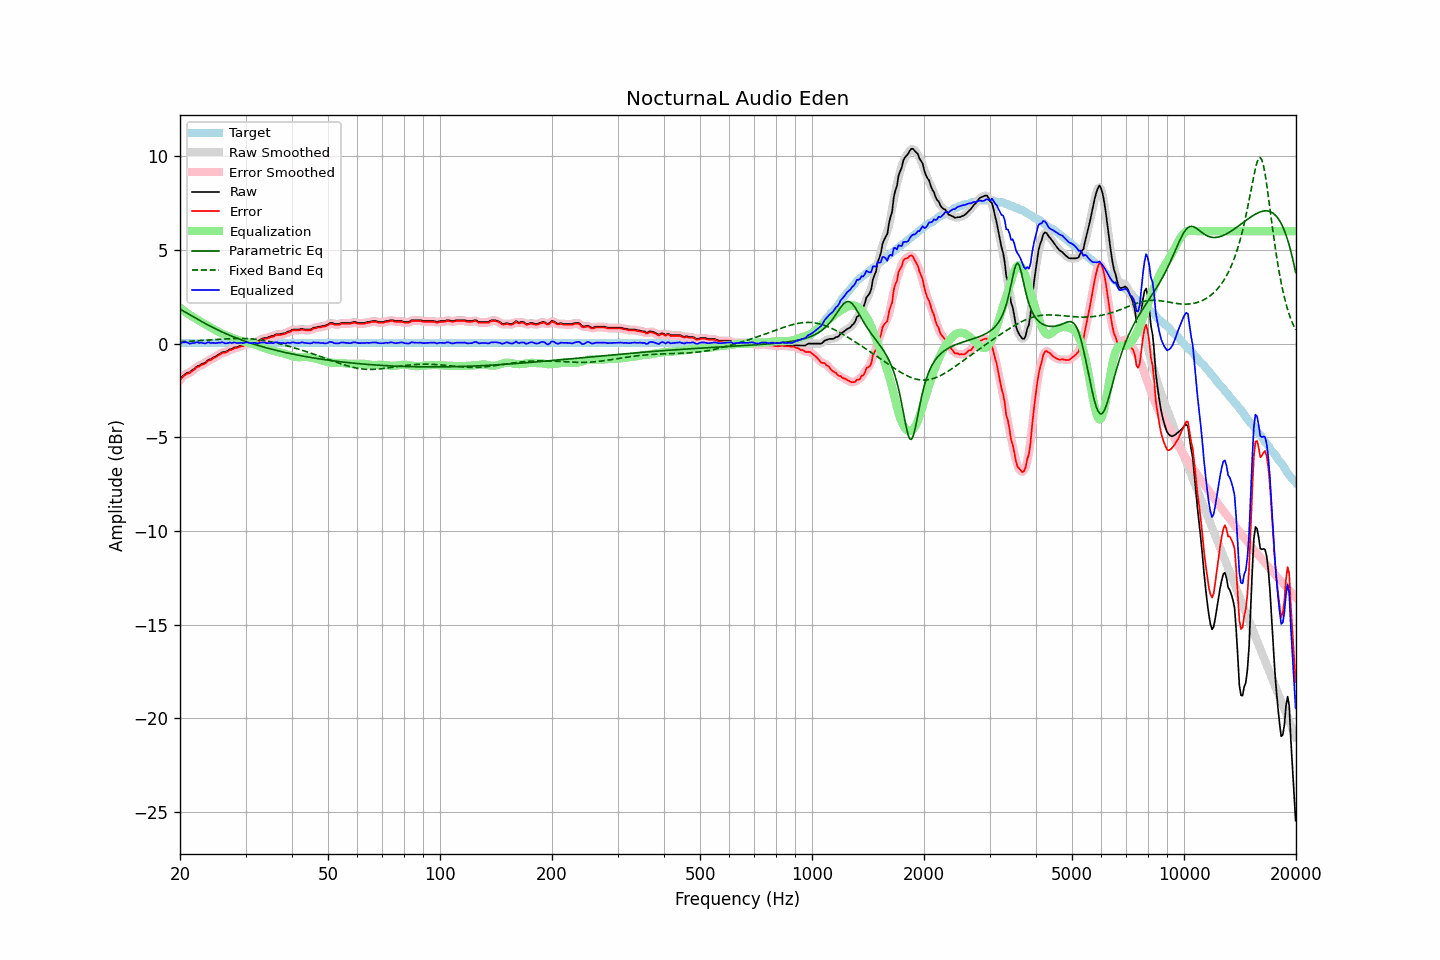 NocturnaL Audio Eden
Target
Raw Smoothed
Error Smoothed
Raw
Error
Equalization
Parametric Eq
Fixed Band Eq
Equalized
10
5
0
−5
−10
−15
−20
−25
Amplitude (dBr)
20 50 100 200 500 1000 2000 5000 10000 20000
Frequency (Hz)